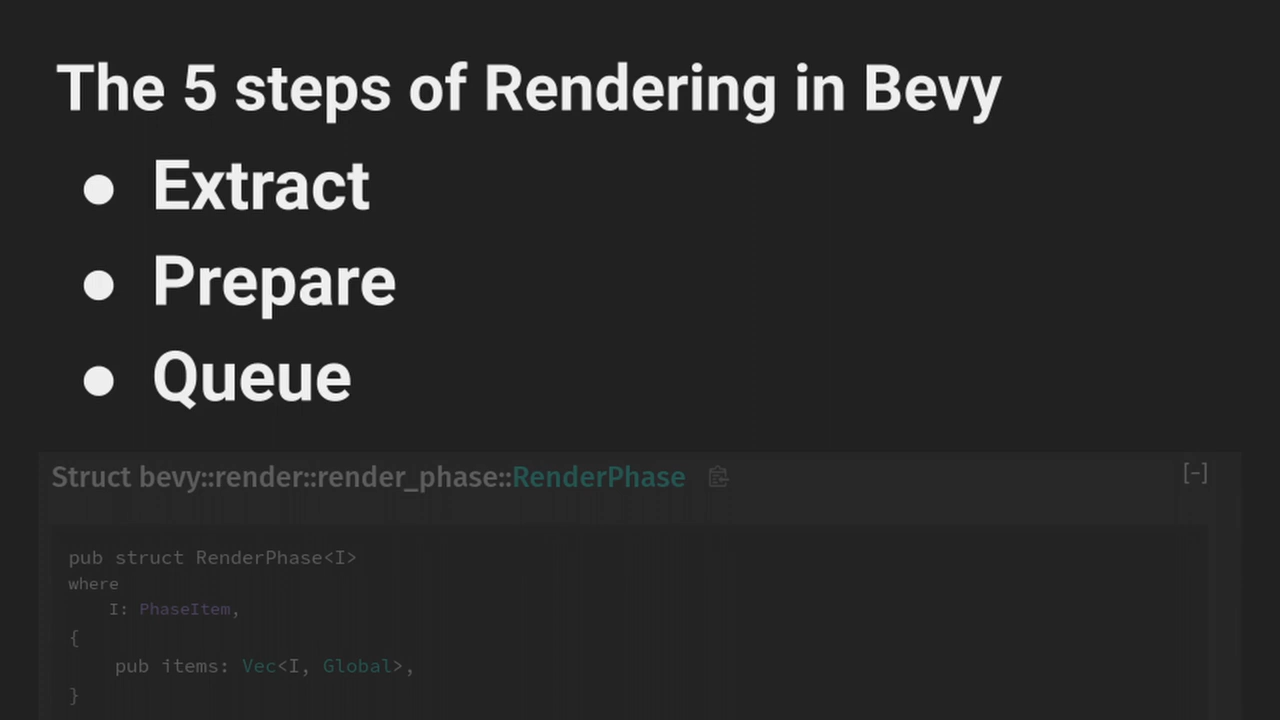 The 5 steps of Rendering in Bevy
● Extract
● Prepare
● Queue
Struct bevy::render::render_phase::RenderPhase [-]
pub struct RenderPhase<I>
where
    I: PhaseItem,
{
    pub items: Vec<I, Global>,
}